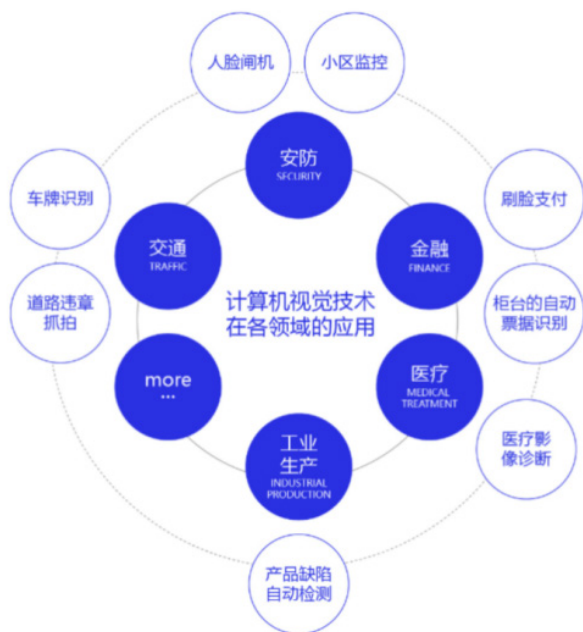 人脸闸机
小区监控
安防
SECURITY
车牌识别
刷脸支付
交通
TRAFFIC
金融
FINANCE
道路违章
抓拍
计算机视觉技术
在各领域的应用
柜台的自动
票据识别
more
...
医疗
MEDICAL
TREATMENT
医疗影
像诊断
工业
生产
INDUSTRIAL
PRODUCTION
产品缺陷
自动检测